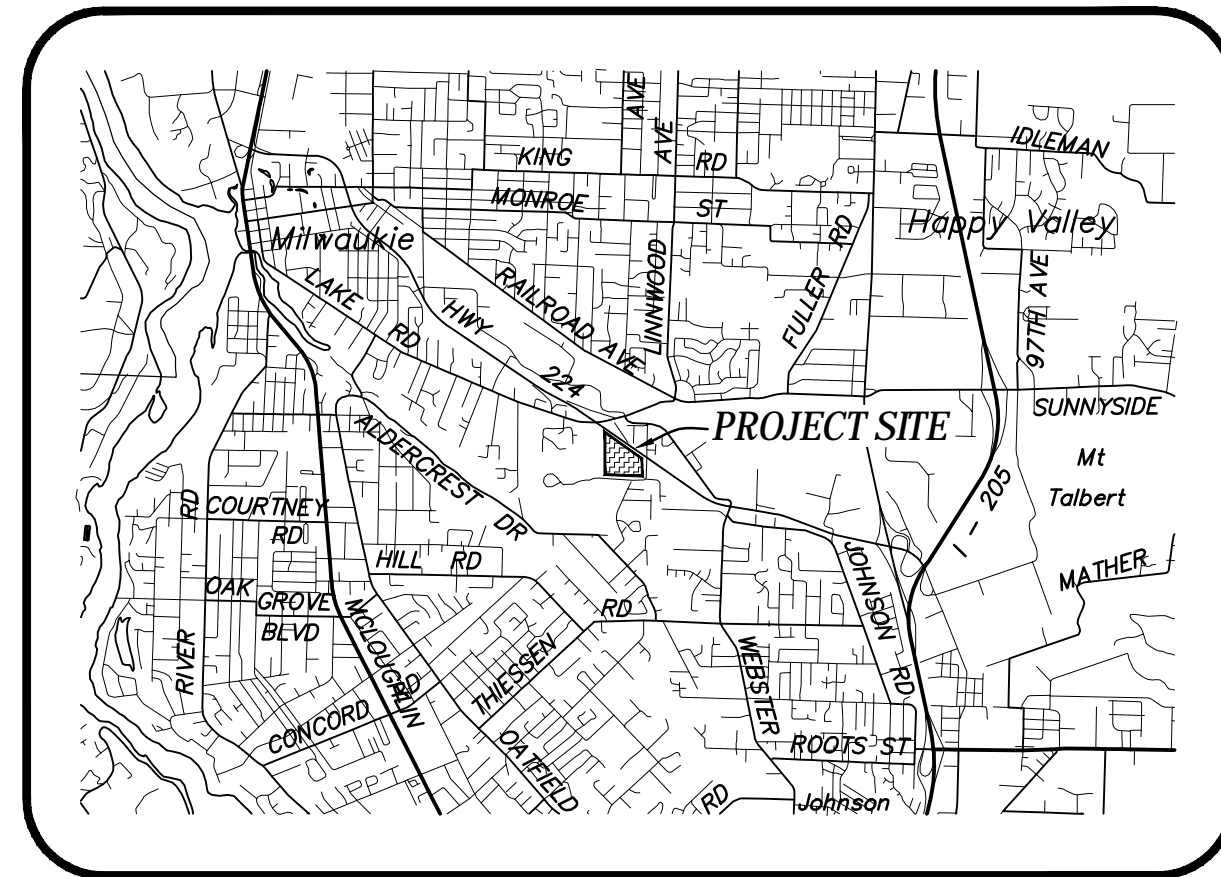 AVE
AVE
IDLEMAN
KING RD
MONROE ST
Milwaukie
Happy Valley
FULLER RD
LINNWOOD
LAKE RD
HWY 224
RAILROAD AVE
97TH AVE
SUNNYSIDE
PROJECT SITE
Mt
Talbert
ALDERCREST DR
I - 205
RD
COURTNEY
RD
HILL RD
JOHNSON RD
MATHER
OAK
GROVE
BLVD
RD
RIVER
MCLOUGHLIN
THIESSEN
WEBSTER
CONCORD RD
OATFIELD
ROOTS ST
RD
Johnson